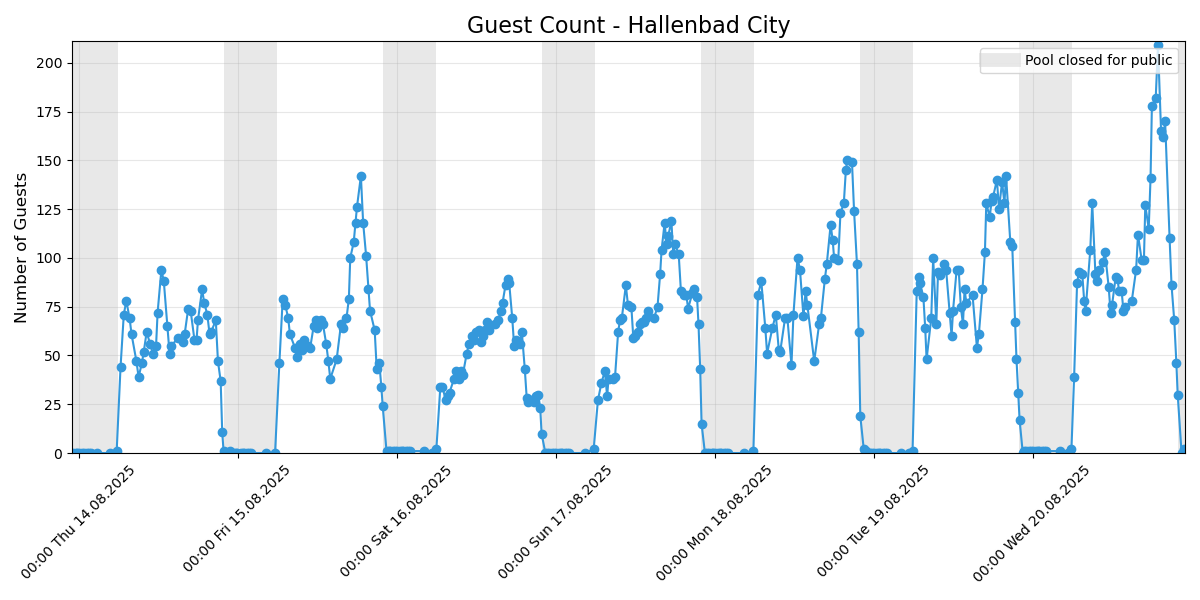 Guest Count - Hallenbad City
Pool closed for public
Number of Guests
200
175
150
125
100
75
50
25
0
00:00 Thu 14.08.2025
00:00 Fri 15.08.2025
00:00 Sat 16.08.2025
00:00 Sun 17.08.2025
00:00 Mon 18.08.2025
00:00 Tue 19.08.2025
00:00 Wed 20.08.2025